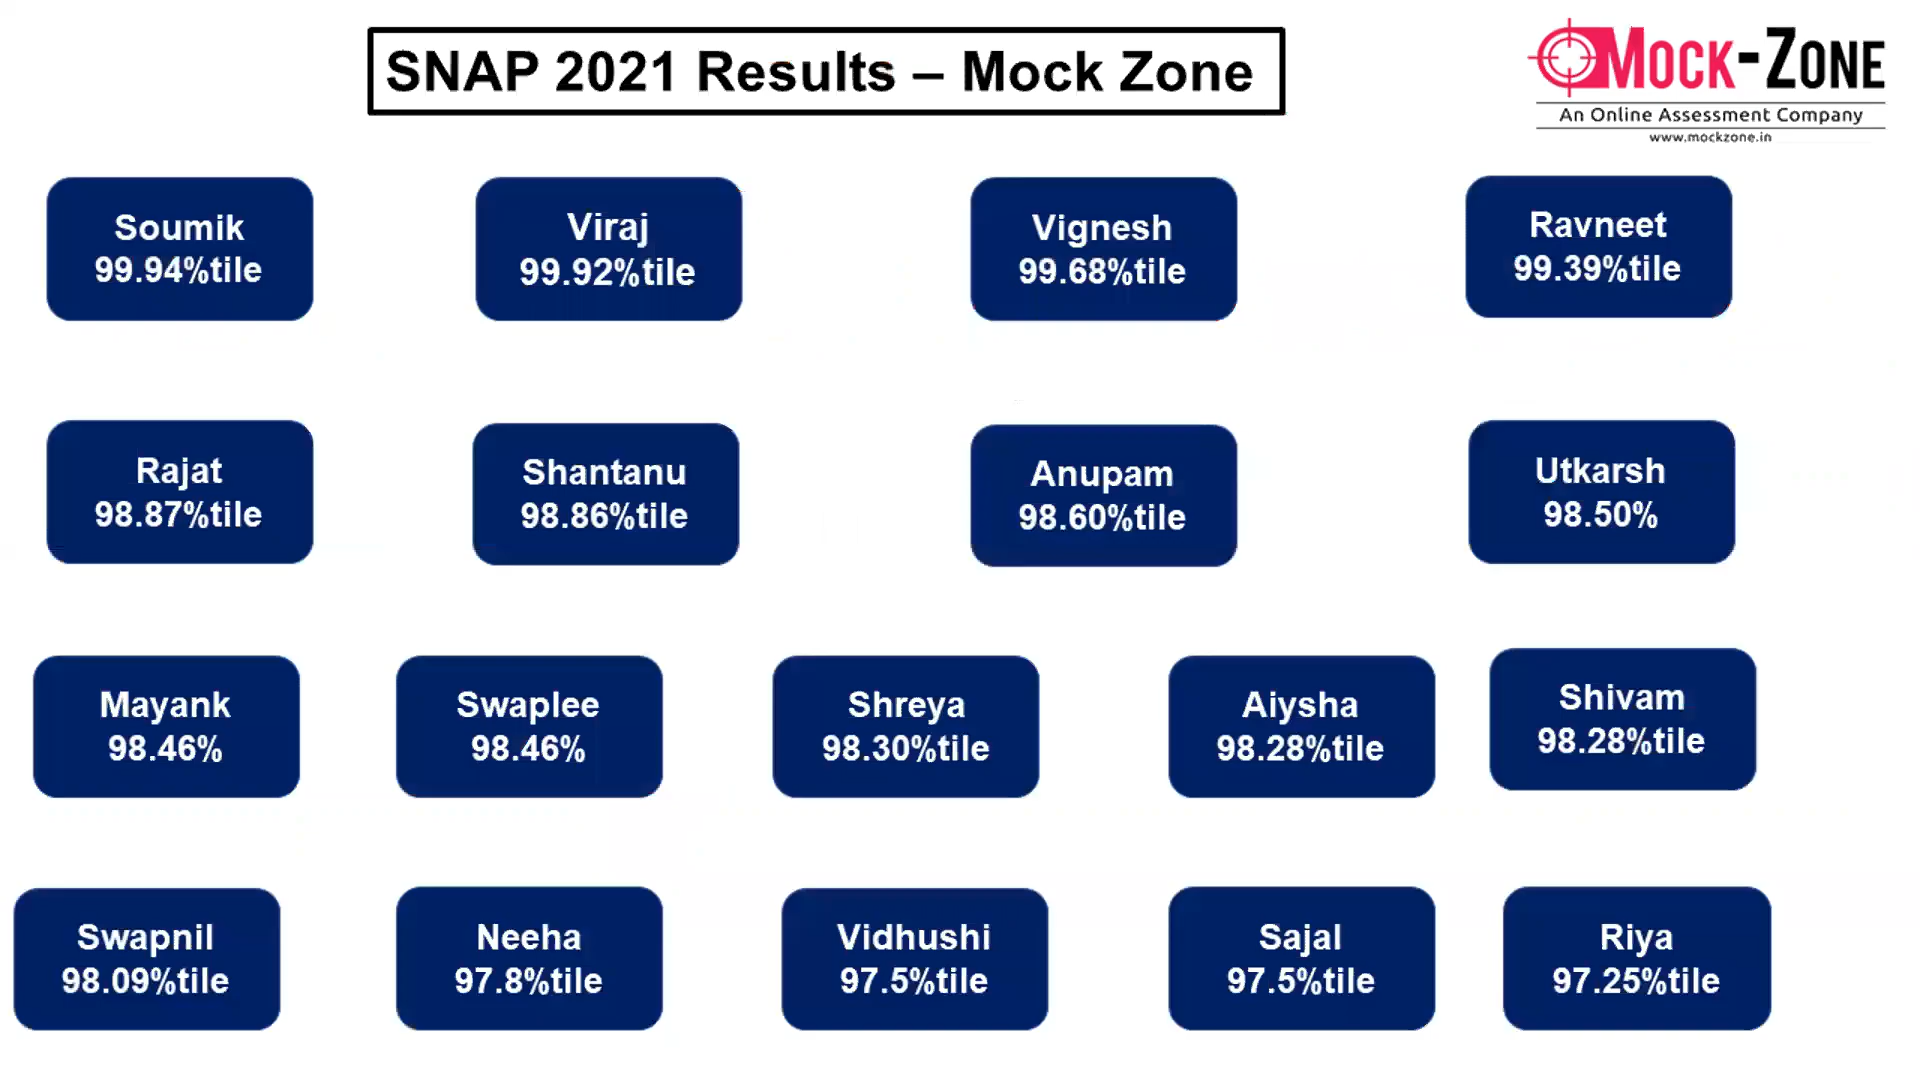 SNAP 2021 Results – Mock Zone
MOCK-ZONE
An Online Assessment Company
www.mockzone.in
Soumik
99.94%tile
Viraj
99.92%tile
Vignesh
99.68%tile
Ravneet
99.39%tile
Rajat
98.87%tile
Shantanu
98.86%tile
Anupam
98.60%tile
Utkarsh
98.50%
Mayank
98.46%
Swaplee
98.46%
Shreya
98.30%tile
Aiysha
98.28%tile
Shivam
98.28%tile
Swapnil
98.09%tile
Neeha
97.8%tile
Vidhushi
97.5%tile
Sajal
97.5%tile
Riya
97.25%tile